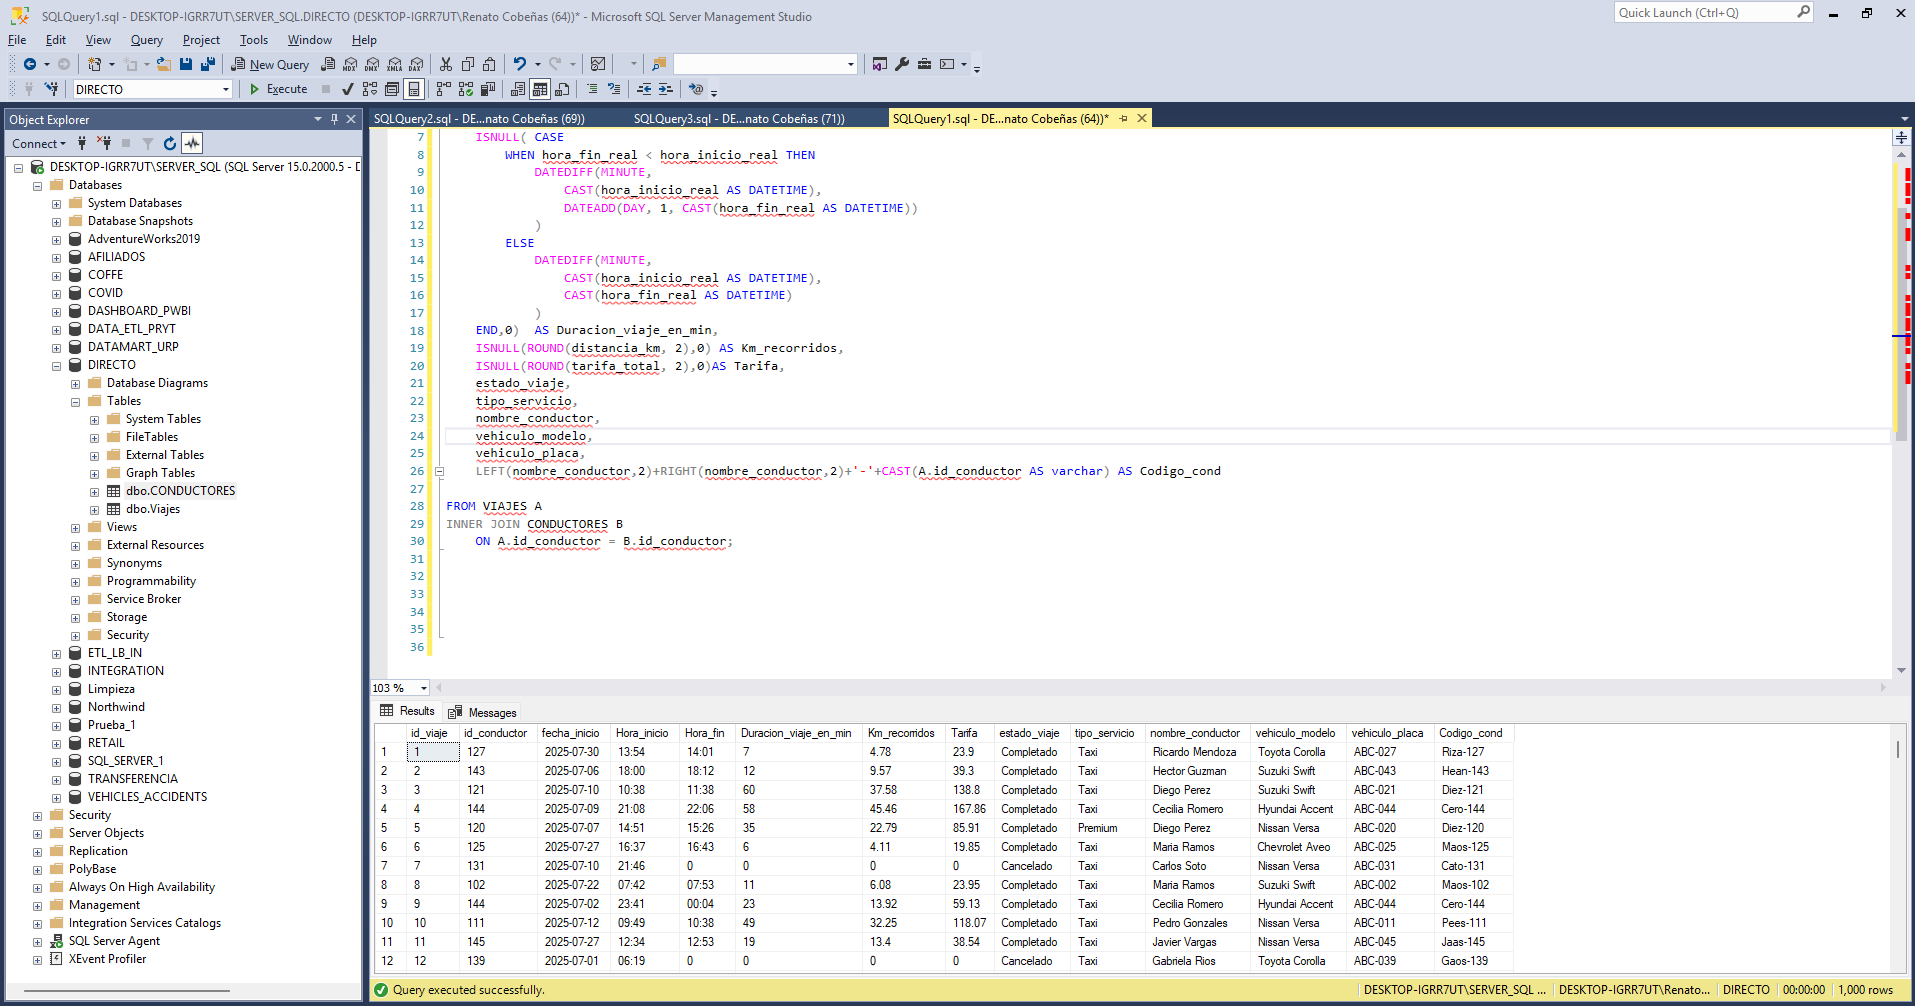 SQLQuery1.sql - DESKTOP-IGRR7UT\SERVER_SQL.DIRECTO (DESKTOP-IGRR7UT\Renato Cobeñas (64))* - Microsoft SQL Server Management Studio
Quick Launch (Ctrl+Q)
File Edit View Query Project Tools Window Help
New Query MDX DMX XMLA DAX
DIRECTO Execute
Object Explorer
Connect
DESKTOP-IGRR7UT\SERVER_SQL (SQL Server 15.0.2000.5 - D
Databases
System Databases
Database Snapshots
AdventureWorks2019
AFILIADOS
COFFE
COVID
DASHBOARD_PWBI
DATA_ETL_PRYT
DATAMART_URP
DIRECTO
Database Diagrams
Tables
System Tables
FileTables
External Tables
Graph Tables
dbo.CONDUCTORES
dbo.Viajes
Views
External Resources
Synonyms
Programmability
Service Broker
Storage
Security
ETL_LB_IN
INTEGRATION
Limpieza
Northwind
Prueba_1
RETAIL
SQL_SERVER_1
TRANSFERENCIA
VEHICLES_ACCIDENTS
Security
Server Objects
Replication
PolyBase
Always On High Availability
Management
Integration Services Catalogs
SQL Server Agent
XEvent Profiler
SQLQuery2.sql - DE...nato Cobeñas (69)) SQLQuery3.sql - DE...nato Cobeñas (71)) SQLQuery1.sql - DE...nato Cobeñas (64))*
7 ISNULL( CASE
8 WHEN hora_fin_real < hora_inicio_real THEN
9 DATEDIFF(MINUTE,
10 CAST(hora_inicio_real AS DATETIME),
11 DATEADD(DAY, 1, CAST(hora_fin_real AS DATETIME))
12 )
13 ELSE
14 DATEDIFF(MINUTE,
15 CAST(hora_inicio_real AS DATETIME),
16 CAST(hora_fin_real AS DATETIME)
17 )
18 END,0) AS Duracion_viaje_en_min,
19 ISNULL(ROUND(distancia_km, 2),0) AS Km_recorridos,
20 ISNULL(ROUND(tarifa_total, 2),0)AS Tarifa,
21 estado_viaje,
22 tipo_servicio,
23 nombre_conductor,
24 vehiculo_modelo,
25 vehiculo_placa,
26 LEFT(nombre_conductor,2)+RIGHT(nombre_conductor,2)+'-'+CAST(A.id_conductor AS varchar) AS Codigo_cond
27
28 FROM VIAJES A
29 INNER JOIN CONDUCTORES B
30 ON A.id_conductor = B.id_conductor;
31
32
33
34
35
36
103 %
Results Messages
id_viaje id_conductor fecha_inicio Hora_inicio Hora_fin Duracion_viaje_en_min Km_recorridos Tarifa estado_viaje tipo_servicio nombre_conductor vehiculo_modelo vehiculo_placa Codigo_cond
1 1 127 2025-07-30 13:54 14:01 7 4.78 23.9 Completado Taxi Ricardo Mendoza Toyota Corolla ABC-027 Riza-127
2 2 143 2025-07-06 18:00 18:12 12 9.57 39.3 Completado Taxi Hector Guzman Suzuki Swift ABC-043 Hean-143
3 3 121 2025-07-10 10:38 11:38 60 37.58 138.8 Completado Taxi Diego Perez Suzuki Swift ABC-021 Diez-121
4 4 144 2025-07-09 21:08 22:06 58 45.46 167.86 Completado Taxi Cecilia Romero Hyundai Accent ABC-044 Cero-144
5 5 120 2025-07-07 14:51 15:26 35 22.79 85.91 Completado Premium Diego Perez Nissan Versa ABC-020 Diez-120
6 6 125 2025-07-27 16:37 16:43 6 4.11 19.85 Completado Taxi Maria Ramos Chevrolet Aveo ABC-025 Maos-125
7 7 131 2025-07-10 21:46 0 0 0 0 Cancelado Taxi Carlos Soto Nissan Versa ABC-031 Cato-131
8 8 102 2025-07-22 07:42 07:53 11 6.08 23.95 Completado Taxi Maria Ramos Suzuki Swift ABC-002 Maos-102
9 9 144 2025-07-02 23:41 00:04 23 13.92 59.13 Completado Taxi Cecilia Romero Hyundai Accent ABC-044 Cero-144
10 10 111 2025-07-12 09:49 10:38 49 32.25 118.07 Completado Taxi Pedro Gonzales Nissan Versa ABC-011 Pees-111
11 11 145 2025-07-27 12:34 12:53 19 13.4 38.54 Completado Taxi Javier Vargas Nissan Versa ABC-045 Jaas-145
12 12 139 2025-07-01 06:19 0 0 0 0 Cancelado Taxi Gabriela Rios Toyota Corolla ABC-039 Gaos-139
Query executed successfully. DESKTOP-IGRR7UT\SERVER_SQL ... DESKTOP-IGRR7UT\Renato... DIRECTO 00:00:00 1,000 rows